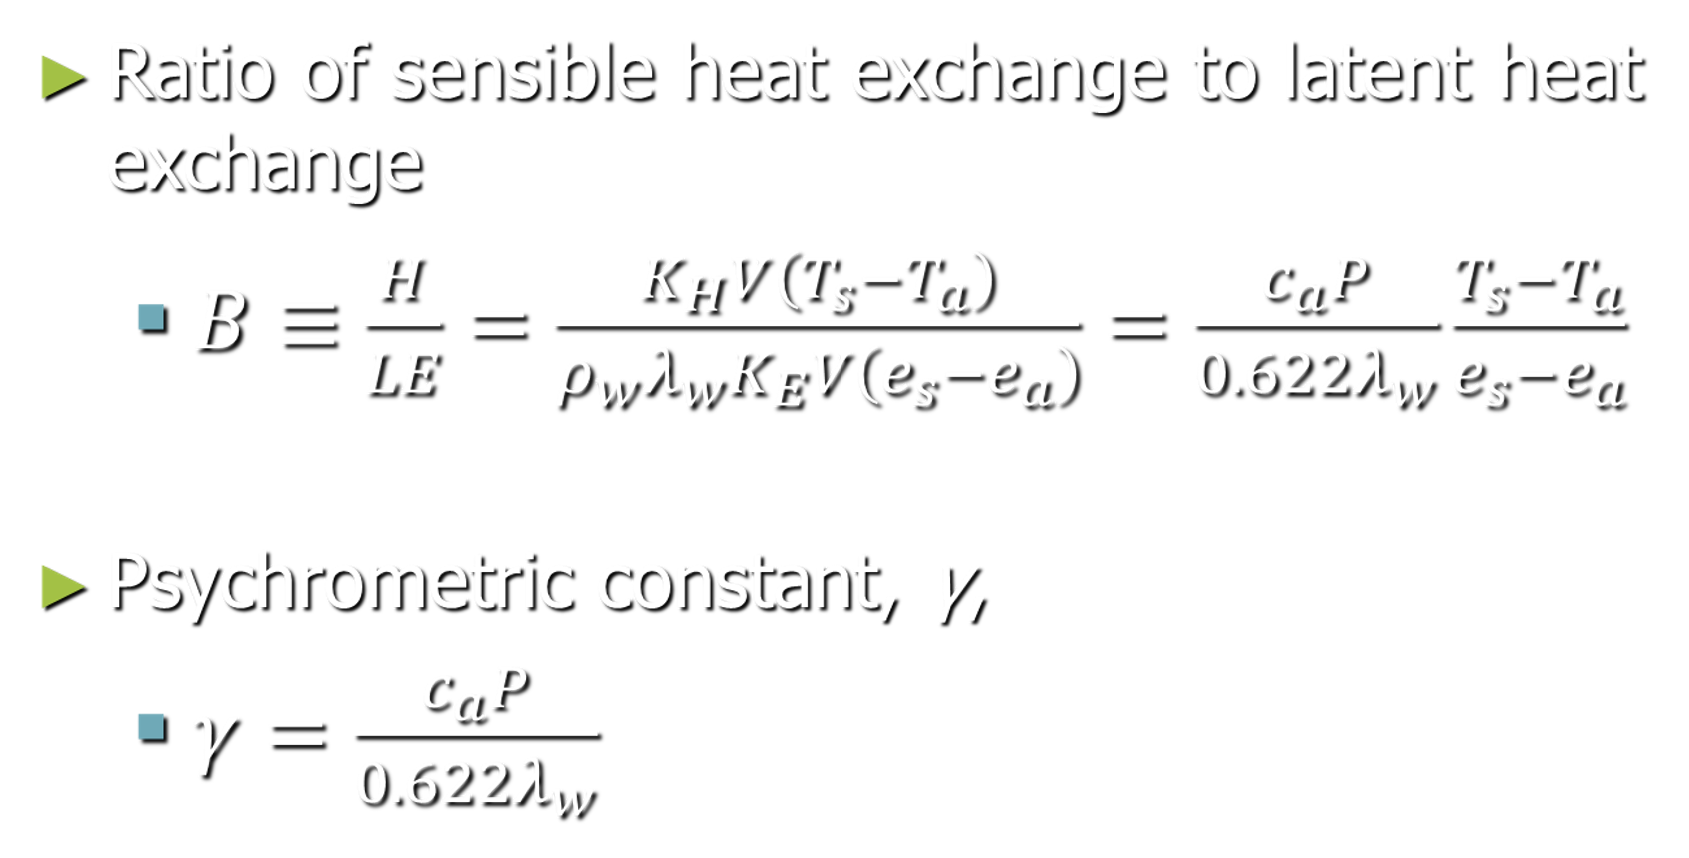 ► Ratio of sensible heat exchange to latent heat
exchange
▪ B ≡ H/LE = K_H V(T_s−T_a)/ρ_w λ_w K_E V(e_s−e_a) = c_a P/0.622λ_w T_s−T_a/e_s−e_a
► Psychrometric constant, γ,
▪ γ = c_a P/0.622λ_w